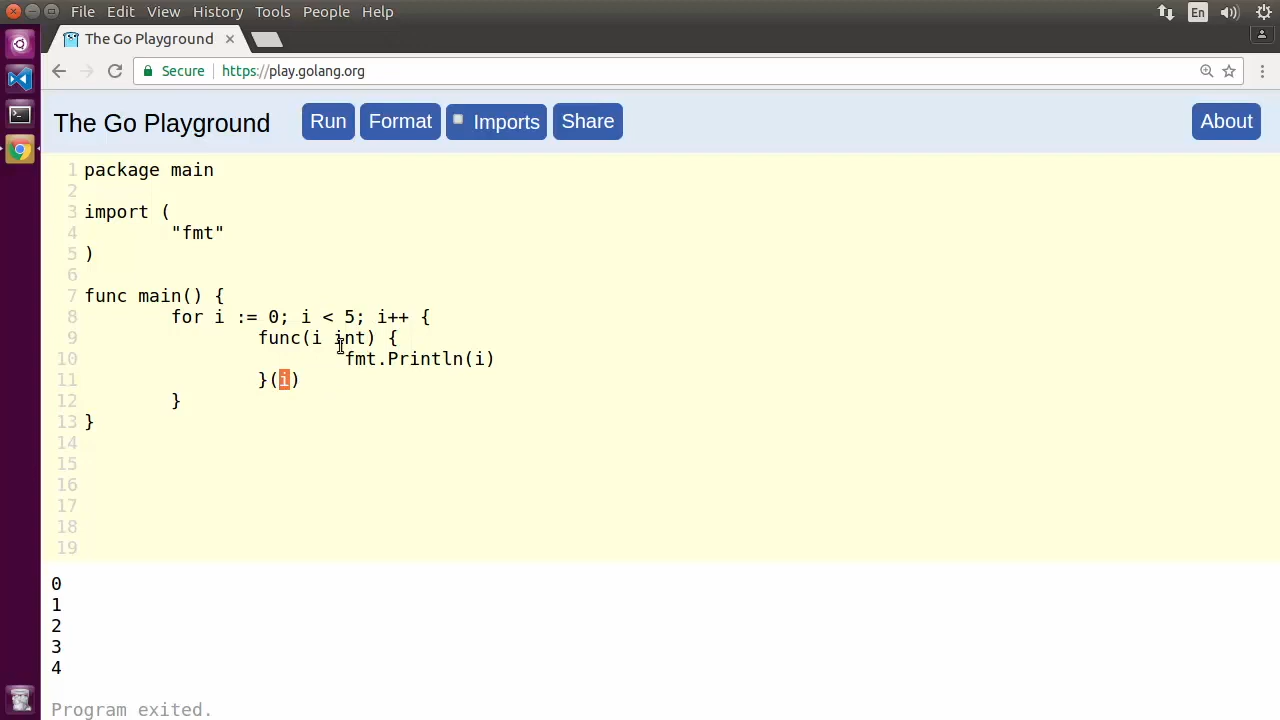 File Edit View History Tools People Help
En
The Go Playground
Secure https://play.golang.org
The Go Playground Run Format Imports Share About
1 package main
2
3 import (
4 "fmt"
5 )
6
7 func main() {
8 for i := 0; i < 5; i++ {
9 func(i int) {
10 fmt.Println(i)
11 }(i)
12 }
13 }
14
15
16
17
18
19
0
1
2
3
4
Program exited.